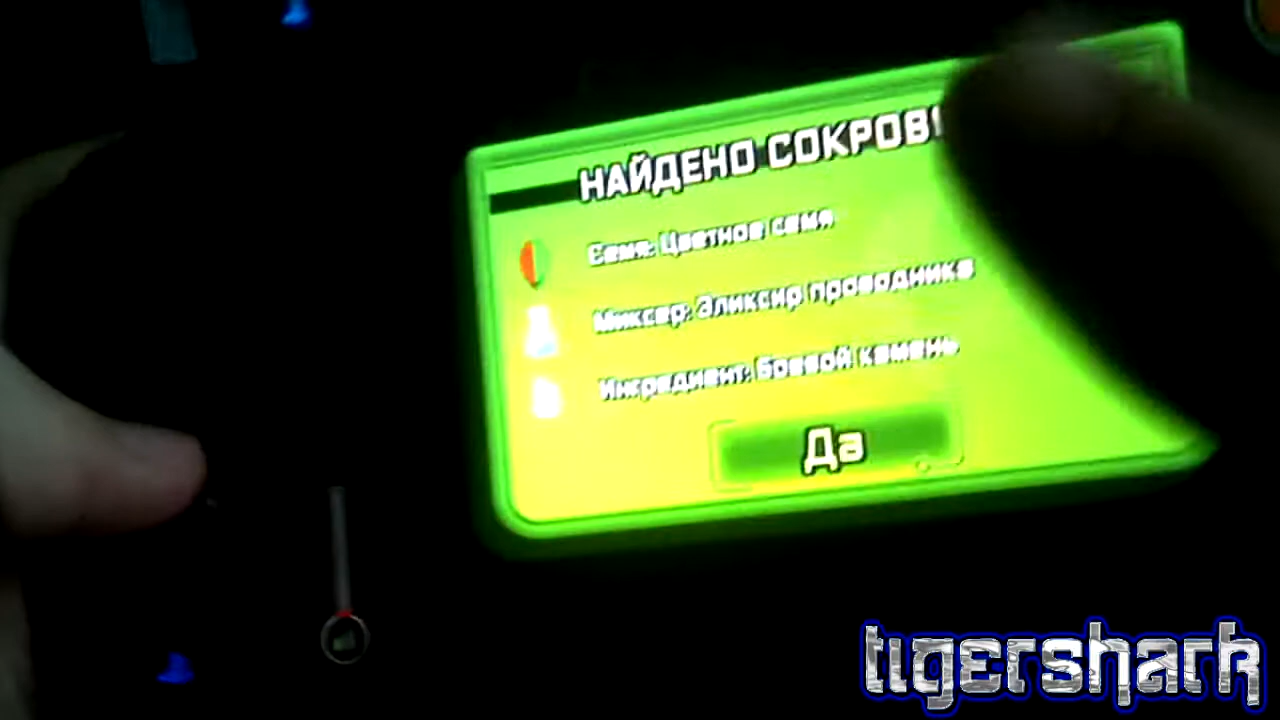 НАЙДЕНО СОКРОВ
Семя: Цветное семя
Миксер: Эликсир проводника
Ингредиент: Боевой камень
Да
tigershark